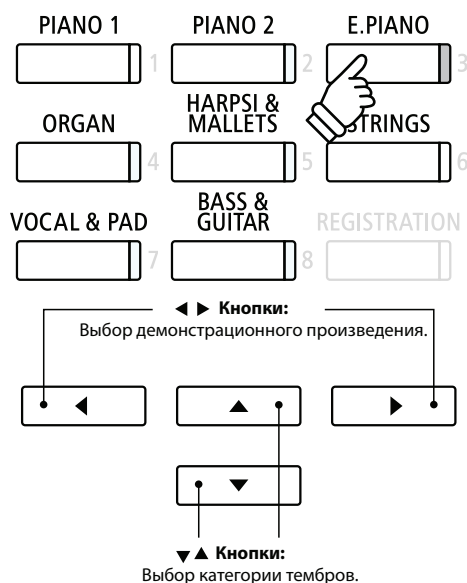 PIANO 1 PIANO 2 E.PIANO
1 2 3
ORGAN HARPSI & MALLETS STRINGS
4 5 6
VOCAL & PAD BASS & GUITAR REGISTRATION
7 8
◀ ▶ Кнопки:
Выбор демонстрационного произведения.
◀ ▲ ▶
▼
▼▲ Кнопки:
Выбор категории тембров.